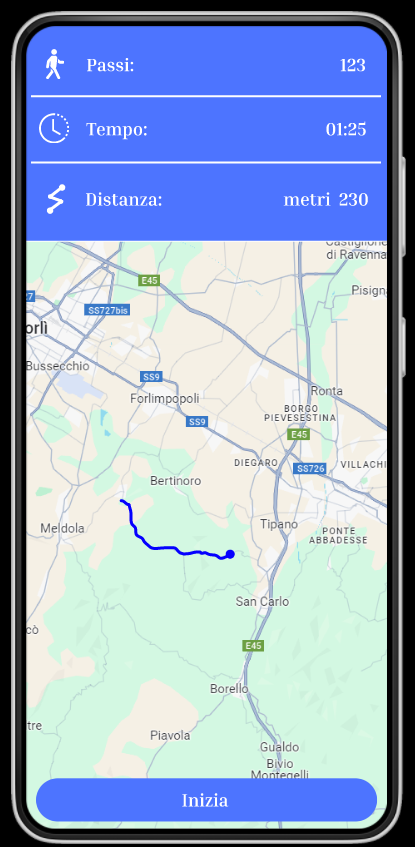 Passi: 123
Tempo: 01:25
Distanza: metri 230
Castiglione
di Ravenna
E45
Pisign
27
SS727bis
orlì
Bussecchio
SS9
Forlimpopoli
Ronta
SS9
BORGO
PIEVESESTINA
E45
DIEGARO
SS726
VILLACHI
Bertinoro
Meldola
Tipano
PONTE
ABBADESSE
San Carlo
cò
E45
Borello
tre
Piavola
Gualdo
Bivio
Montegelli
Inizia